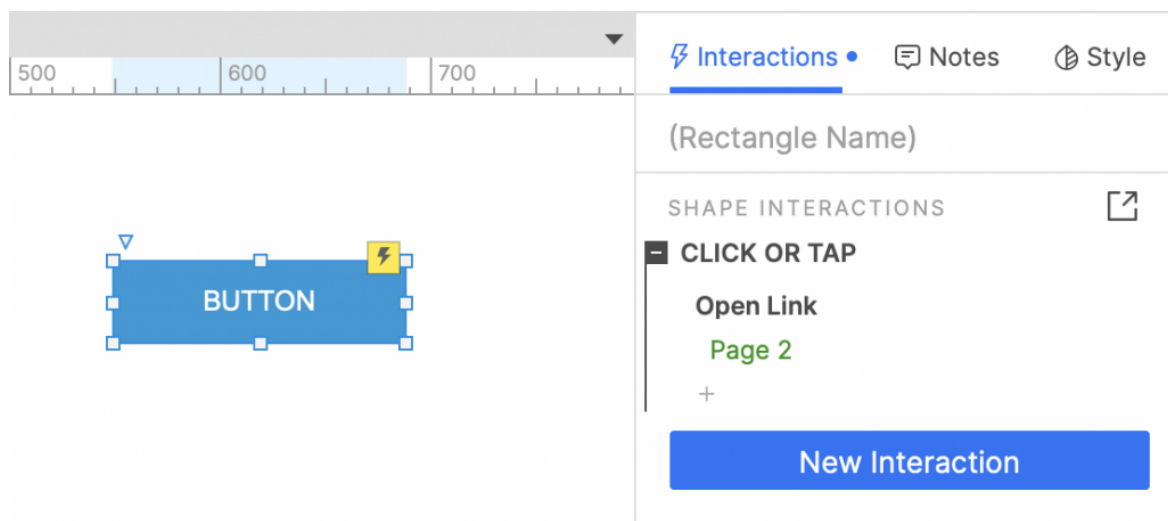 500 600 700
BUTTON
Interactions Notes Style
(Rectangle Name)
SHAPE INTERACTIONS
CLICK OR TAP
Open Link
Page 2
+
New Interaction